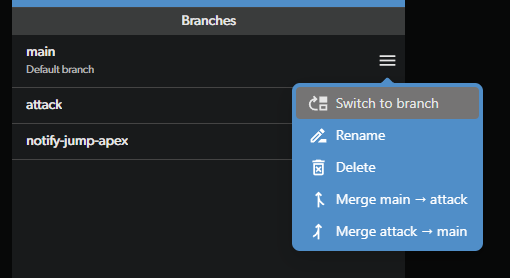 Branches
main
Default branch
attack
notify-jump-apex
Switch to branch
Rename
Delete
Merge main → attack
Merge attack → main